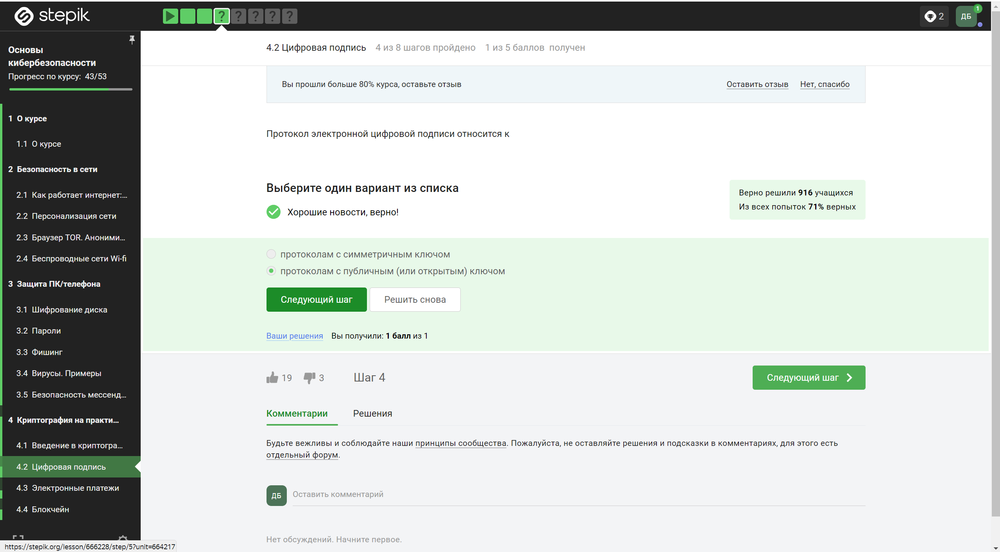 stepik
? ? ? ? ?
2
ДБ
1
Основы
кибербезопасности
Прогресс по курсу: 43/53
1 О курсе
1.1 О курсе
2 Безопасность в сети
2.1 Как работает интернет:...
2.2 Персонализация сети
2.3 Браузер TOR. Аноними...
2.4 Беспроводные сети Wi-fi
3 Защита ПК/телефона
3.1 Шифрование диска
3.2 Пароли
3.3 Фишинг
3.4 Вирусы. Примеры
3.5 Безопасность мессенд...
4 Криптография на практи...
4.1 Введение в криптогра...
4.2 Цифровая подпись
4.3 Электронные платежи
4.4 Блокчейн
4.2 Цифровая подпись 4 из 8 шагов пройдено 1 из 5 баллов получен
Вы прошли больше 80% курса, оставьте отзыв
Оставить отзыв Нет, спасибо
Протокол электронной цифровой подписи относится к
Выберите один вариант из списка
Хорошие новости, верно!
Верно решили 916 учащихся
Из всех попыток 71% верных
протоколам с симметричным ключом
протоколам с публичным (или открытым) ключом
Следующий шаг Решить снова
Ваши решения Вы получили: 1 балл из 1
19 3 Шаг 4
Следующий шаг
Комментарии Решения
Будьте вежливы и соблюдайте наши принципы сообщества. Пожалуйста, не оставляйте решения и подсказки в комментариях, для этого есть
отдельный форум.
ДБ
Оставить комментарий
Нет обсуждений. Начните первое.
https://stepik.org/lesson/666228/step/5?unit=664217